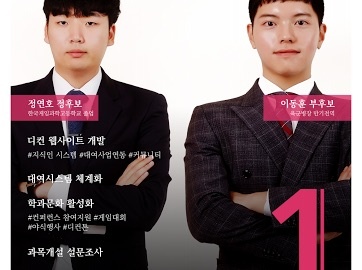 정연호 정후보
한국게임과학고등학교 졸업
이동훈 부후보
육군병장 만기전역
디컨 웹사이트 개발
#지식인 시스템 #대여사업연동 #커뮤니티
대여시스템 체계화
학과문화 활성화
#컨퍼런스 참여지원 #게임대회
#야식행사 #디컨톤
과목개설 설문조사
1